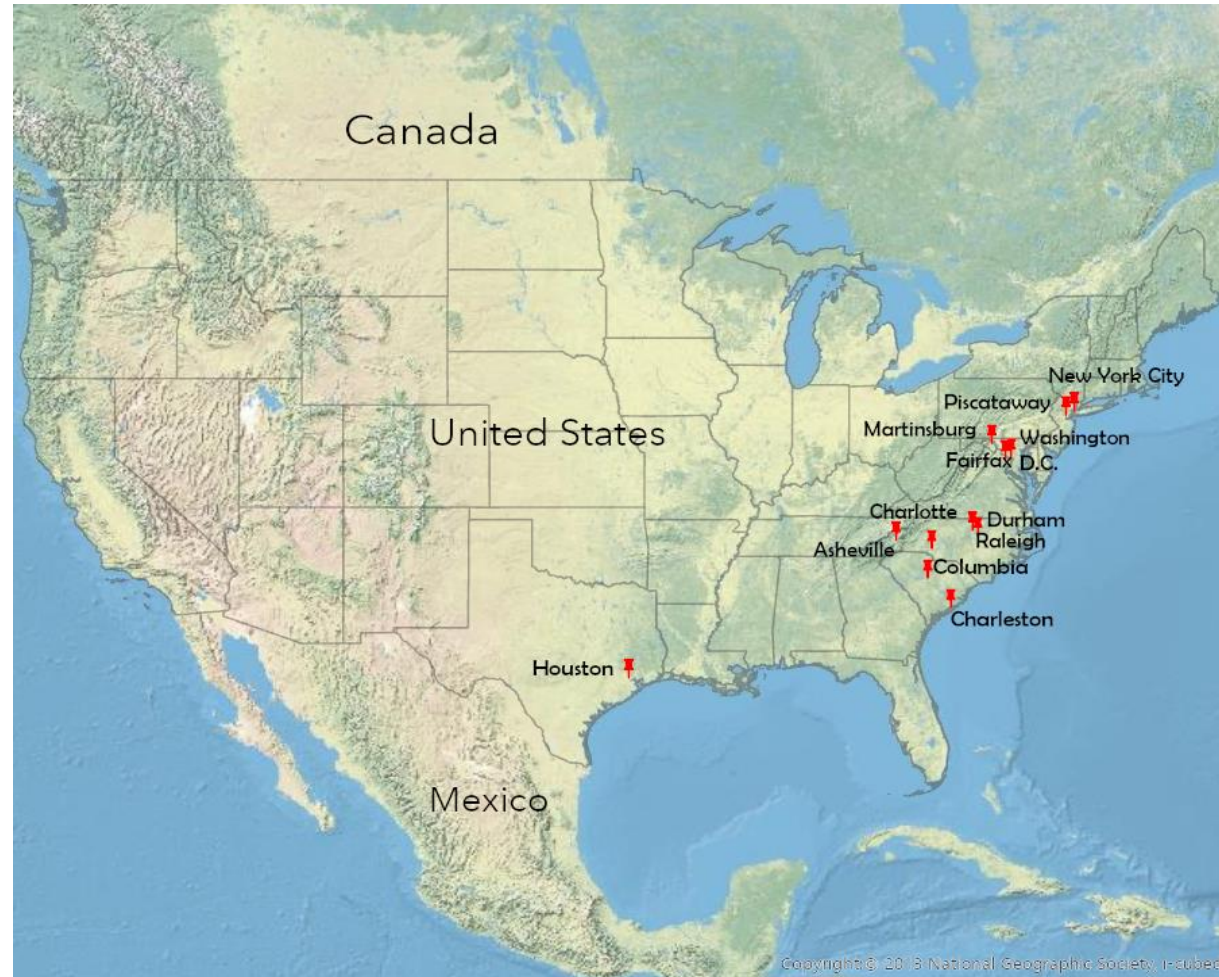 Canada
New York City
Piscataway
United States
Martinsburg
Washington
Fairfax D.C.
Charlotte
Durham
Raleigh
Asheville
Columbia
Charleston
Houston
Mexico
Copyright © 2013 National Geographic Society, i-cubed